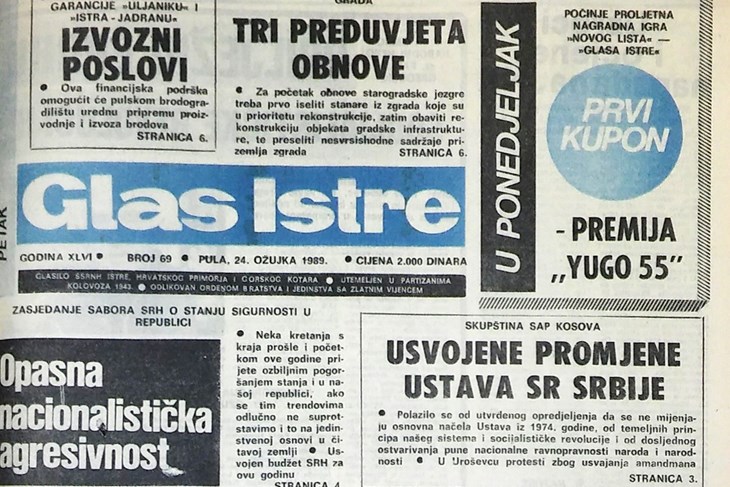 GARANCIJE »ULJANIKU« I
»ISTRA - JADRANU«
IZVOZNI
POSLOVI
● Ova financijska podrška
omogućit će pulskom brodogra-
dilištu urednu pripremu proiz-
vodnje i izvoza brodova
STRANICA 6.
GRADA
TRI PREDUVJETA
OBNOVE
● Za početak obnove starogradske jezgre
treba prvo iseliti stanare iz zgrada koje su
u prioritetu rekonstrukcije, zatim obaviti re-
konstrukciju objekata gradske infrastruktu-
re, te preseliti nesvrsishodne sadržaje pri-
zemlja zgrada STRANICA 6.
U PONEDJELJAK
POČINJE PROLJETNA
NAGRADNA IGRA
»NOVOG LISTA« —
»GLASA ISTRE«
PRVI
KUPON
- PREMIJA
„YUGO 55”
PETAK
Glas Istre
GODINA XLVI ● BROJ 69 ● PULA, 24. OŽUJKA 1989. ● CIJENA 2.000 DINARA
GLASILO SSRNH ISTRE, HRVATSKOG PRIMORJA I GORSKOG KOTARA ● UTEMELJEN U PARTIZANIMA
KOLOVOZA 1943. ● ODLIKOVAN ORDENOM BRATSTVA I JEDINSTVA SA ZLATNIM VIJENCEM
ZASJEDANJE SABORA SRH O STANJU SIGURNOSTI U
REPUBLICI
Opasna
nacionalistička
agresivnost
● Neka kretanja s
kraja prošle i počet-
kom ove godine pri-
jete ozbiljnim pogor-
šanjem stanja i u na-
šoj republici, ako
se tim trendovima
odlučno ne suprot-
stavimo i to na jedin-
stvenoj osnovi u či-
tavoj zemlji ● Us-
vojen budžet SRH za
ovu godinu
STRANICA 4.
SKUPŠTINA SAP KOSOVA
USVOJENE PROMJENE
USTAVA SR SRBIJE
● Polazilo se od utvrđenog opredjeljenja da se ne mijenja-
ju osnovna načela Ustava iz 1974. godine, od temeljnih prin-
cipa našeg sistema i socijalističke revolucije i od dosljednog
ostvarivanja pune nacionalne ravnopravnosti naroda i narod-
nosti ● U Uroševcu protesti zbog usvajanja amandmana
STRANICA 3.